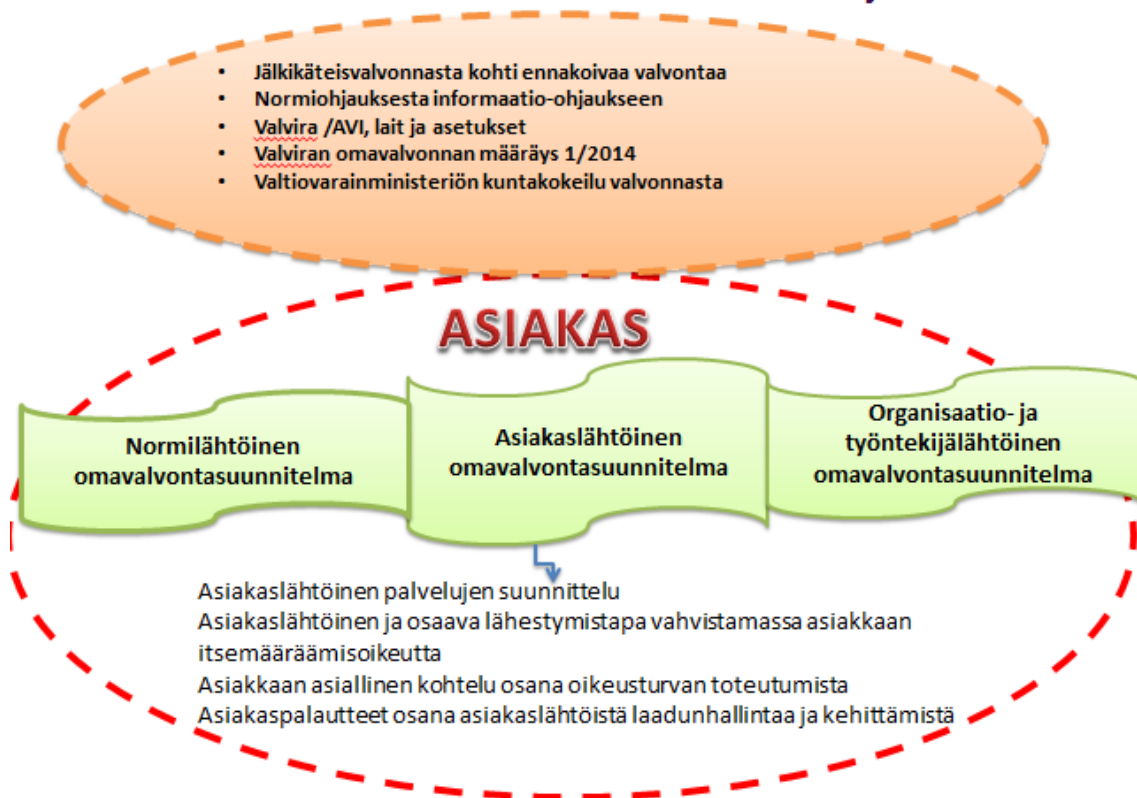 • Jälkikäteisvalvonnasta kohti ennakoivaa valvontaa
• Normiohjauksesta informaatio-ohjaukseen
• Valvira /AVI, lait ja asetukset
• Valviran omavalvonnan määräys 1/2014
• Valtiovarainministeriön kuntakokeilu valvonnasta
ASIAKAS
Normilähtöinen
omavalvontasuunnitelma
Asiakaslähtöinen
omavalvontasuunnitelma
Organisaatio- ja
työntekijälähtöinen
omavalvontasuunnitelma
Asiakaslähtöinen palvelujen suunnittelu
Asiakaslähtöinen ja osaava lähestymistapa vahvistamassa asiakkaan
itsemääräämisoikeutta
Asiakkaan asiallinen kohtelu osana oikeusturvan toteutumista
Asiakaspalautteet osana asiakaslähtöistä laadunhallintaa ja kehittämistä